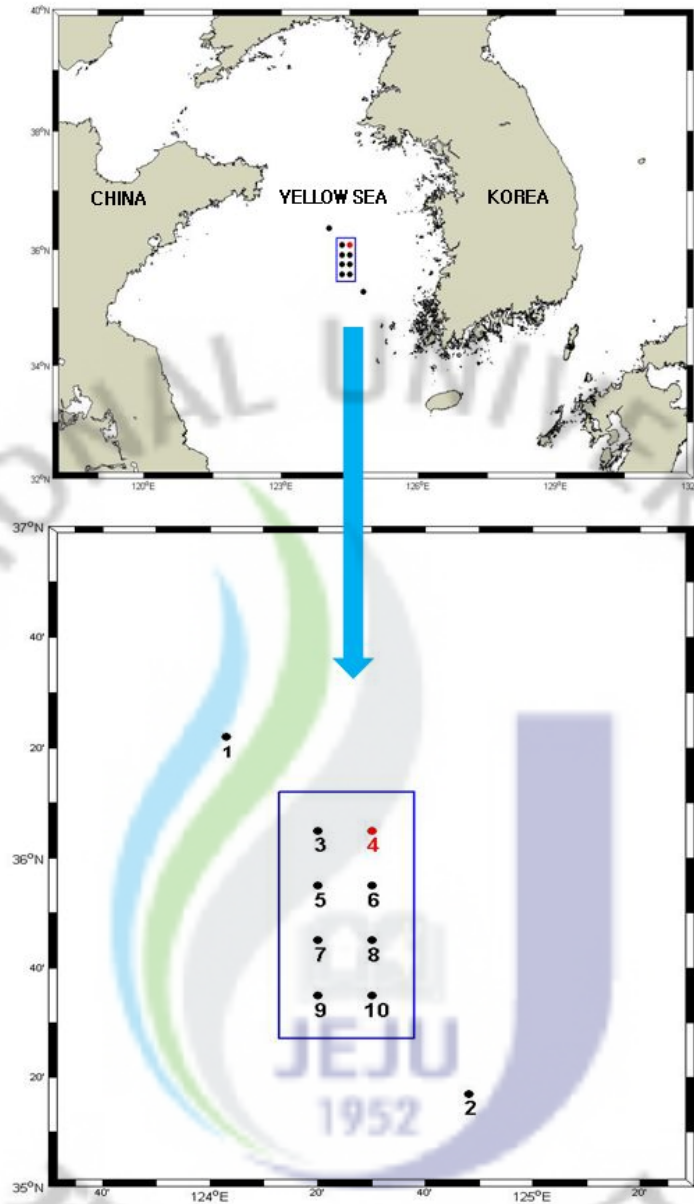 40°N
38°N
CHINA YELLOW SEA KOREA
36°N
34°N
32°N
120°E 123°E 126°E 129°E 132
ONAL UNIVER
37°N
40'
20'
1
3 4
36°N
5 6
7 8
40'
9 10
JEJU
20'
2
1952
35°N
40' 124°E 20' 40' 125°E 20'